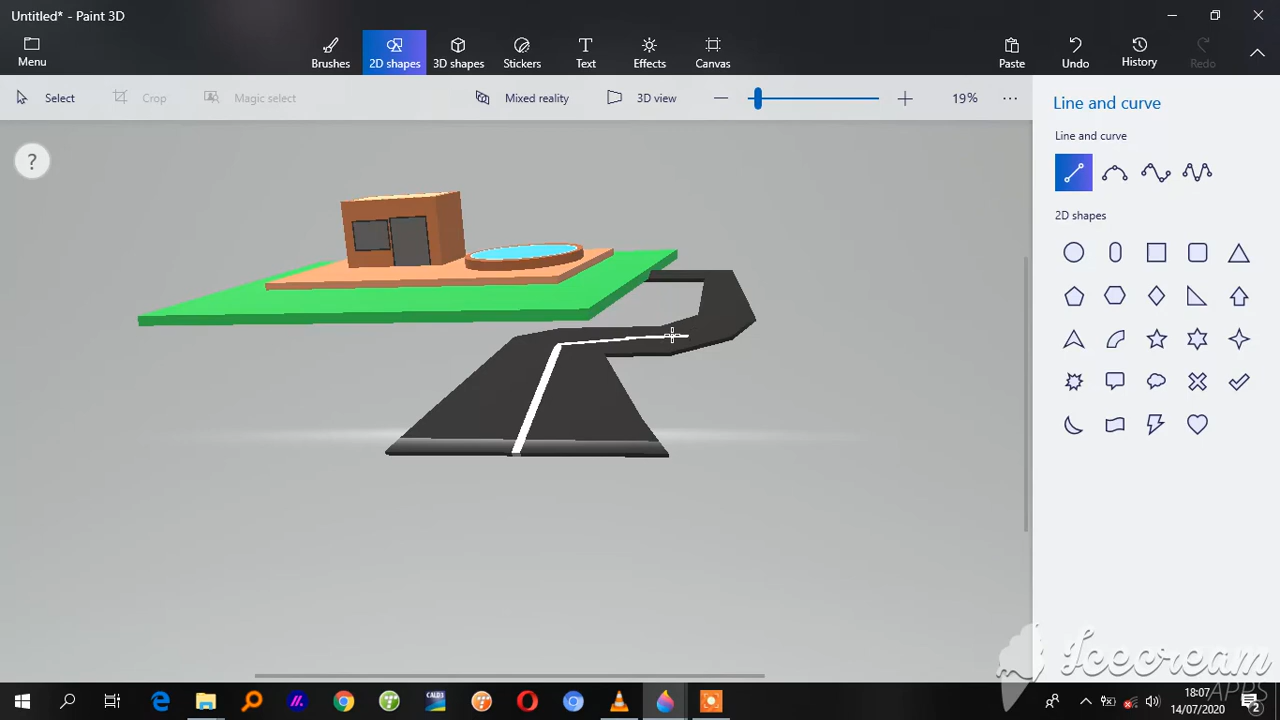 Untitled* - Paint 3D
Menu
Brushes
2D shapes
3D shapes
Stickers
Text
Effects
Canvas
Paste
Undo
History
Redo
Select
Crop
Magic select
Mixed reality
3D view
19%
Line and curve
Line and curve
2D shapes
?
Icecream
APPS
CALD3
18:07
14/07/2020
2